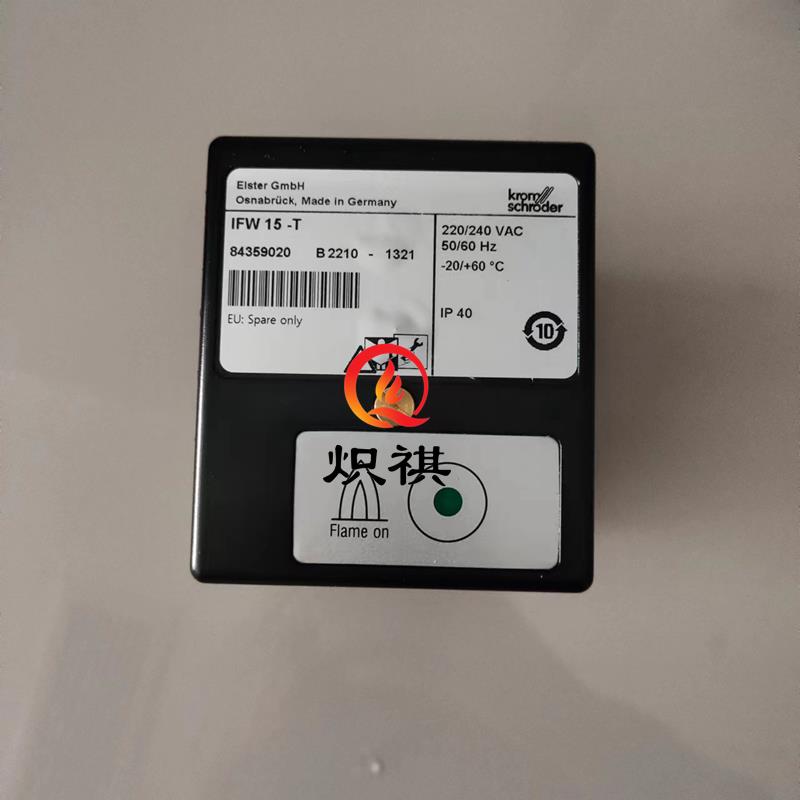 Elster GmbH
Osnabrück, Made in Germany
krom
schroder
IFW 15 -T
84359020 B 2210 - 1321
EU: Spare only
220/240 VAC
50/60 Hz
-20/+60 °C
IP 40
10
炽祺
Flame on